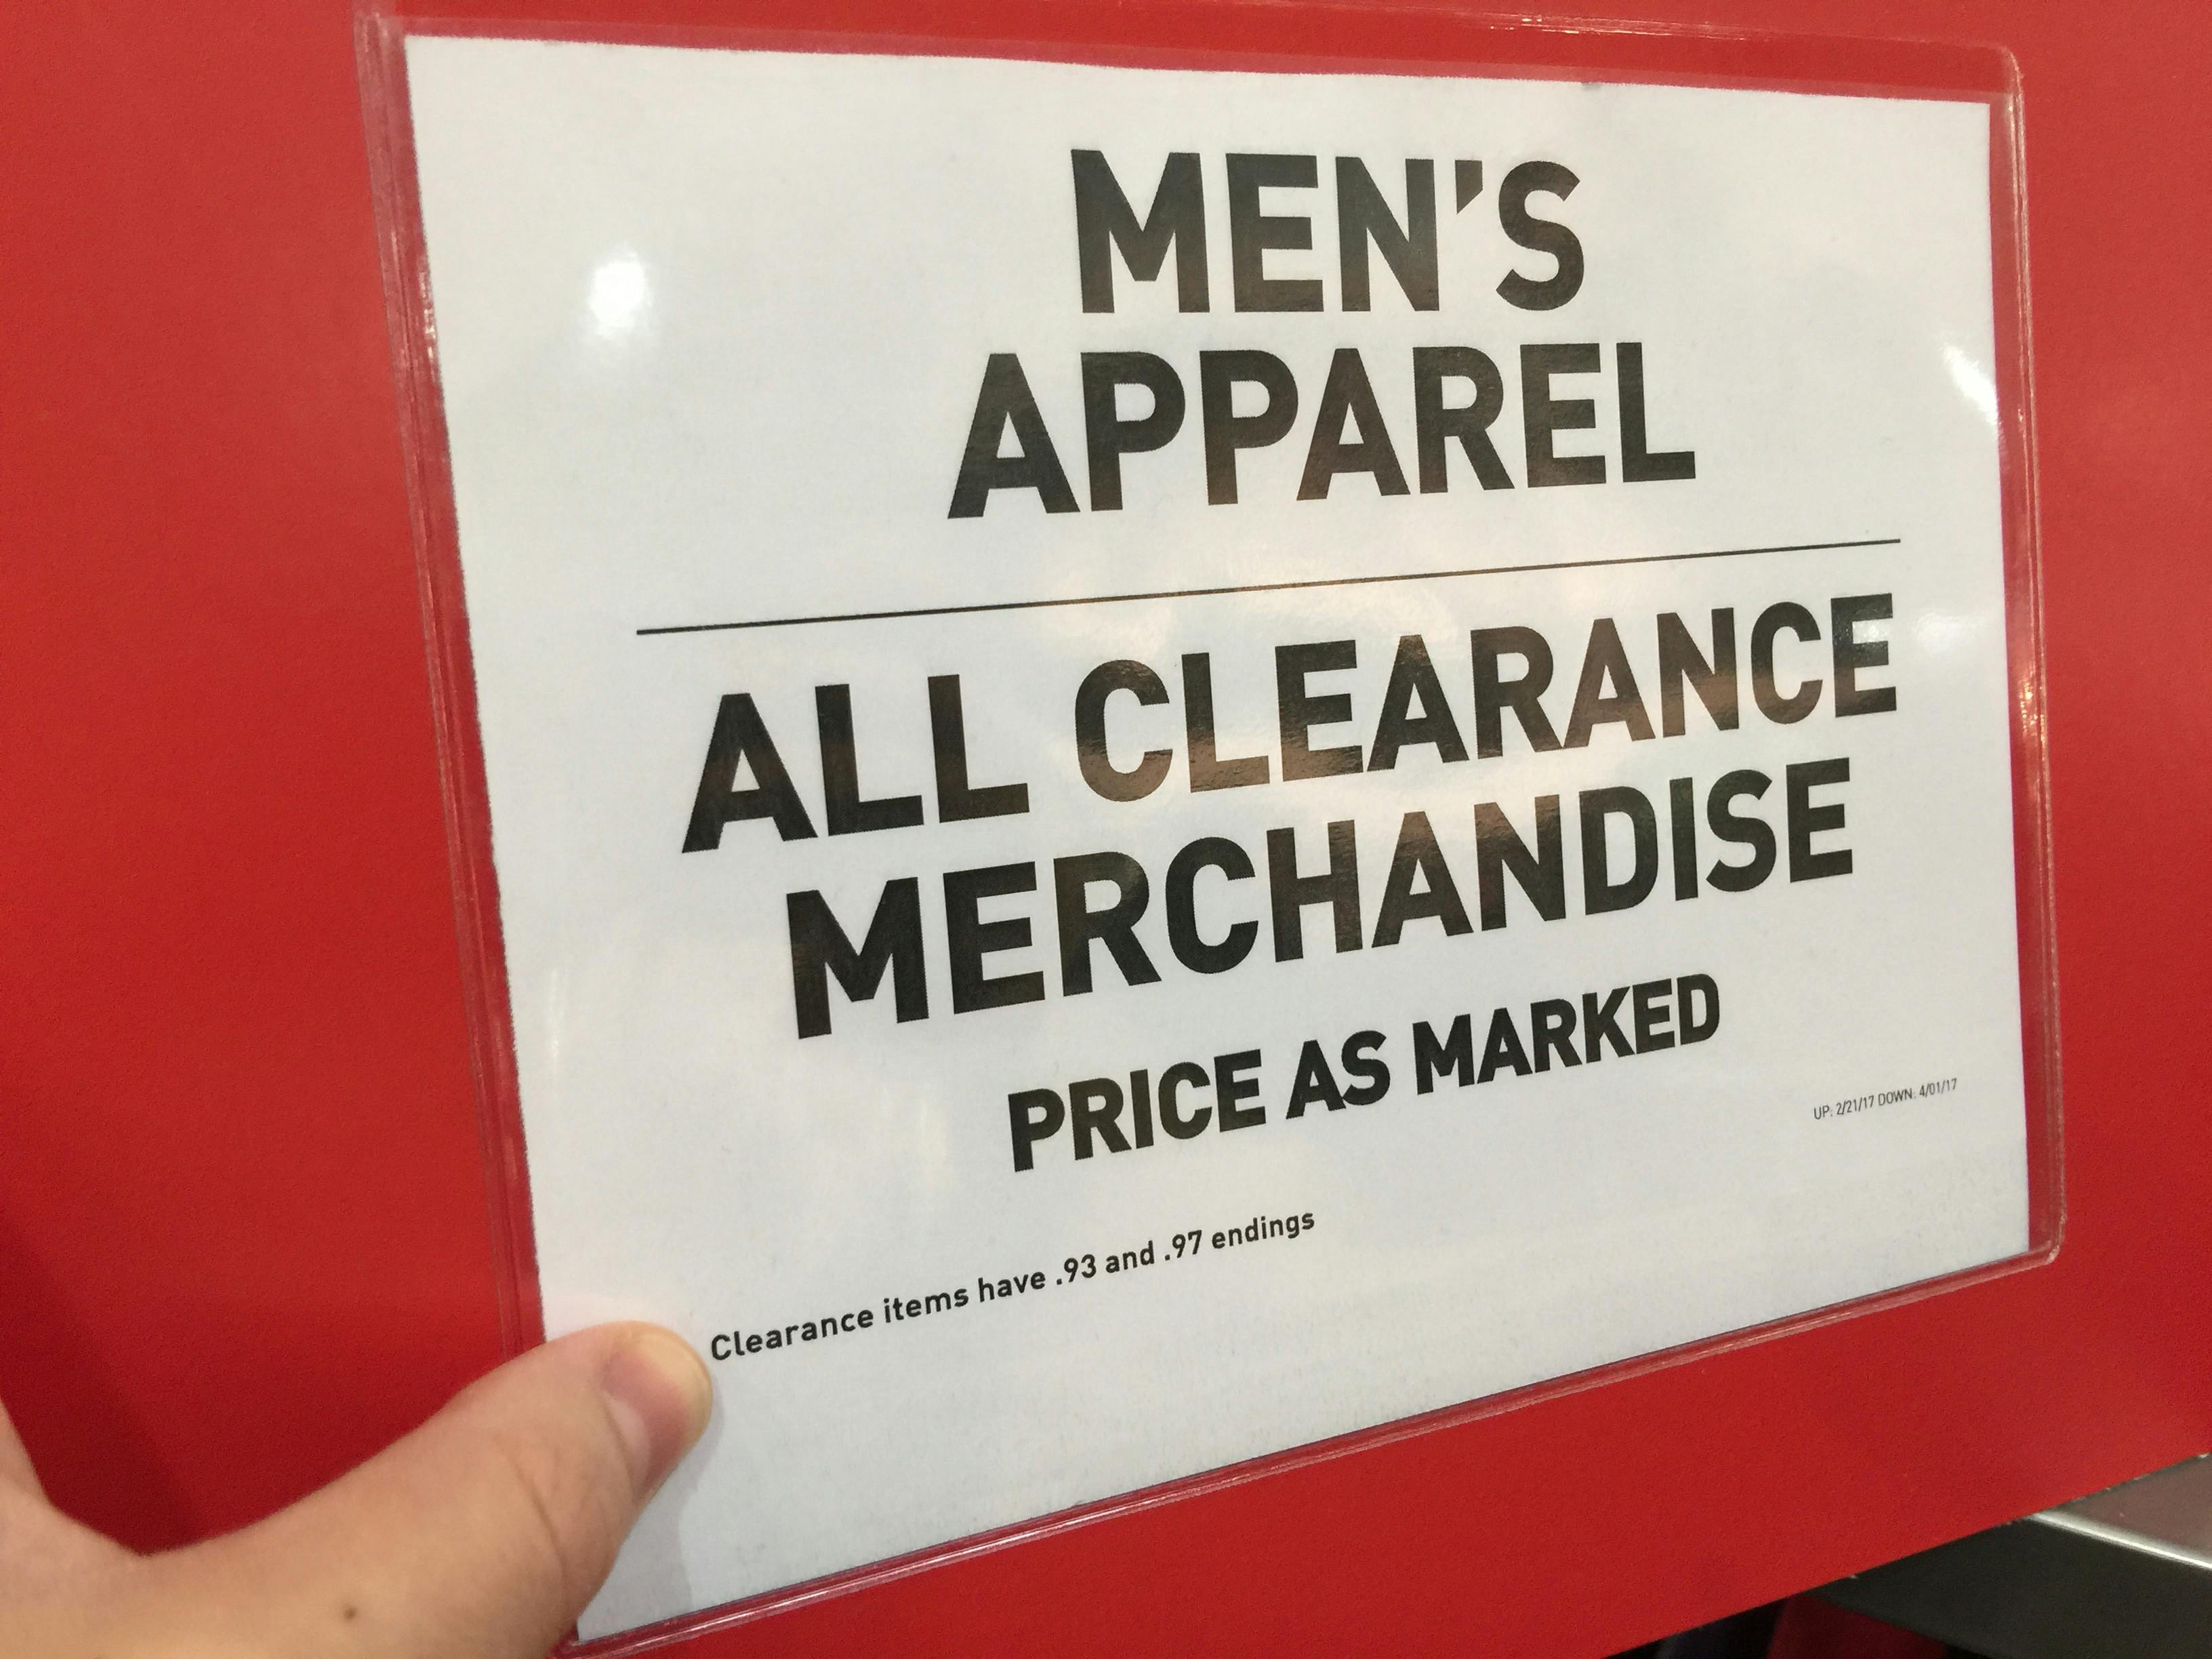 MEN'S
APPAREL
ALL CLEARANCE
MERCHANDISE
PRICE AS MARKED
UP: 2/21/17 DOWN: 4/01/17
Clearance items have .93 and .97 endings